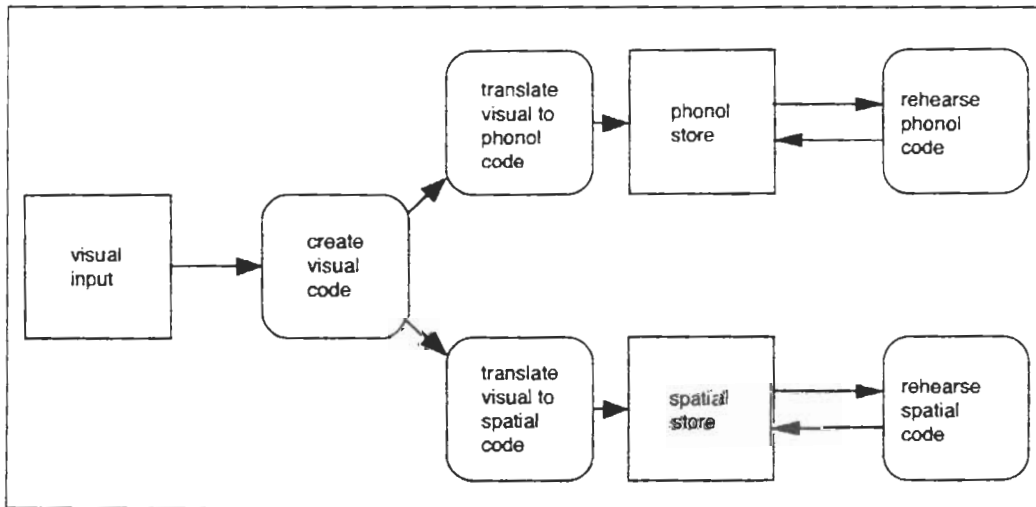 visual
input
create
visual
code
translate
visual to
phonol
code
phonol
store
rehearse
phonol
code
translate
visual to
spatial
code
spatial
store
rehearse
spatial
code